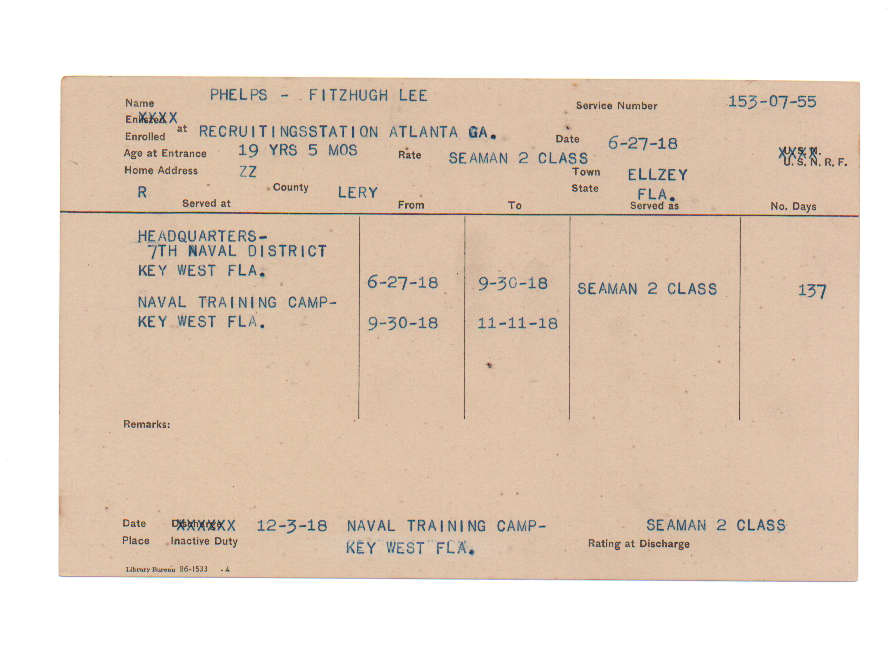 Name PHELPS - FITZHUGH LEE Service Number 153-07-55
Enlisted XXXX
Enrolled at RECRUITINGSSTATION ATLANTA GA. Date 6-27-18
Age at Entrance 19 YRS 5 MOS Rate SEAMAN 2 CLASS U.S.N. XXXX U.S.N.R.F.
Home Address ZZ Town ELLZEY
R County LERY State FLA.
Served at From To Served as No. Days
HEADQUARTERS-
7TH NAVAL DISTRICT
KEY WEST FLA. 6-27-18 9-30-18 SEAMAN 2 CLASS 137
NAVAL TRAINING CAMP-
KEY WEST FLA. 9-30-18 11-11-18
Remarks:
Date Discharge XXXXXX 12-3-18 NAVAL TRAINING CAMP- SEAMAN 2 CLASS
Place Inactive Duty KEY WEST FLA. Rating at Discharge
Library Bureau 86-1533 - A